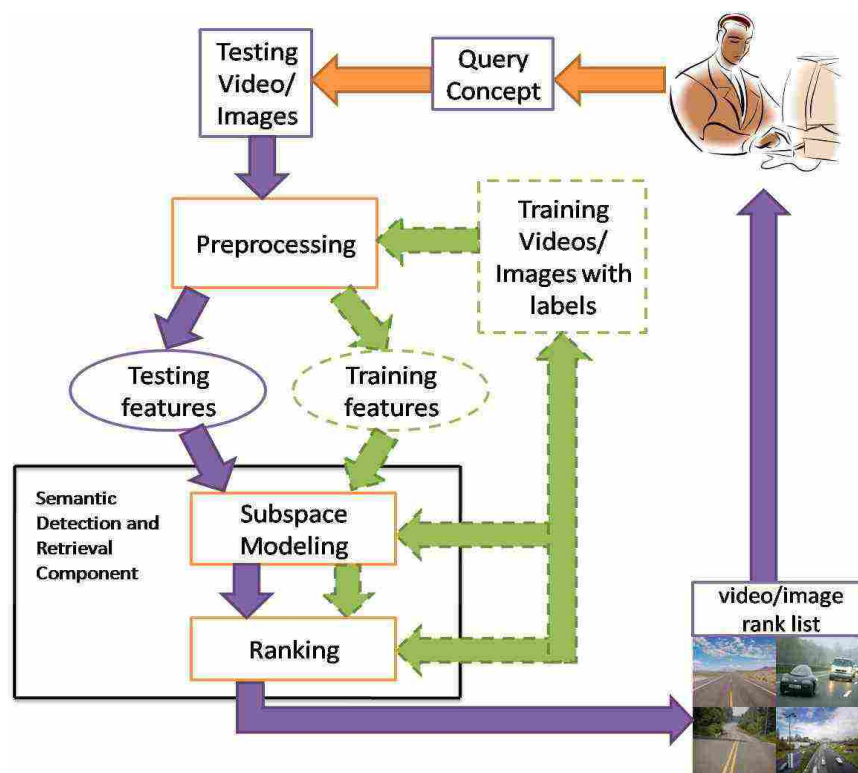 Testing
Video/
Images
Query
Concept
Preprocessing
Training
Videos/
Images with
labels
Testing
features
Training
features
Semantic
Detection and
Retrieval
Component
Subspace
Modeling
Ranking
video/image
rank list